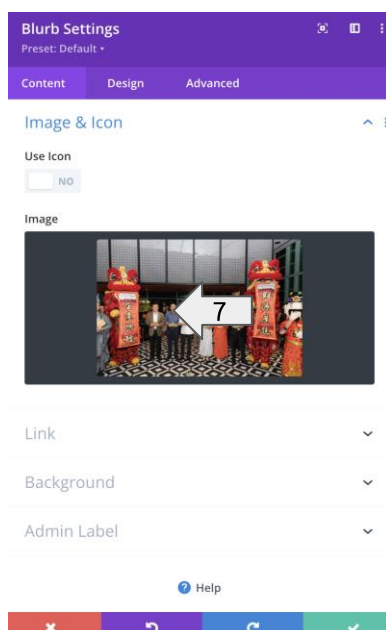 Blurb Settings
Preset: Default
Content Design Advanced
Image & Icon
Use Icon
NO
Image
7
Link
Background
Admin Label
? Help